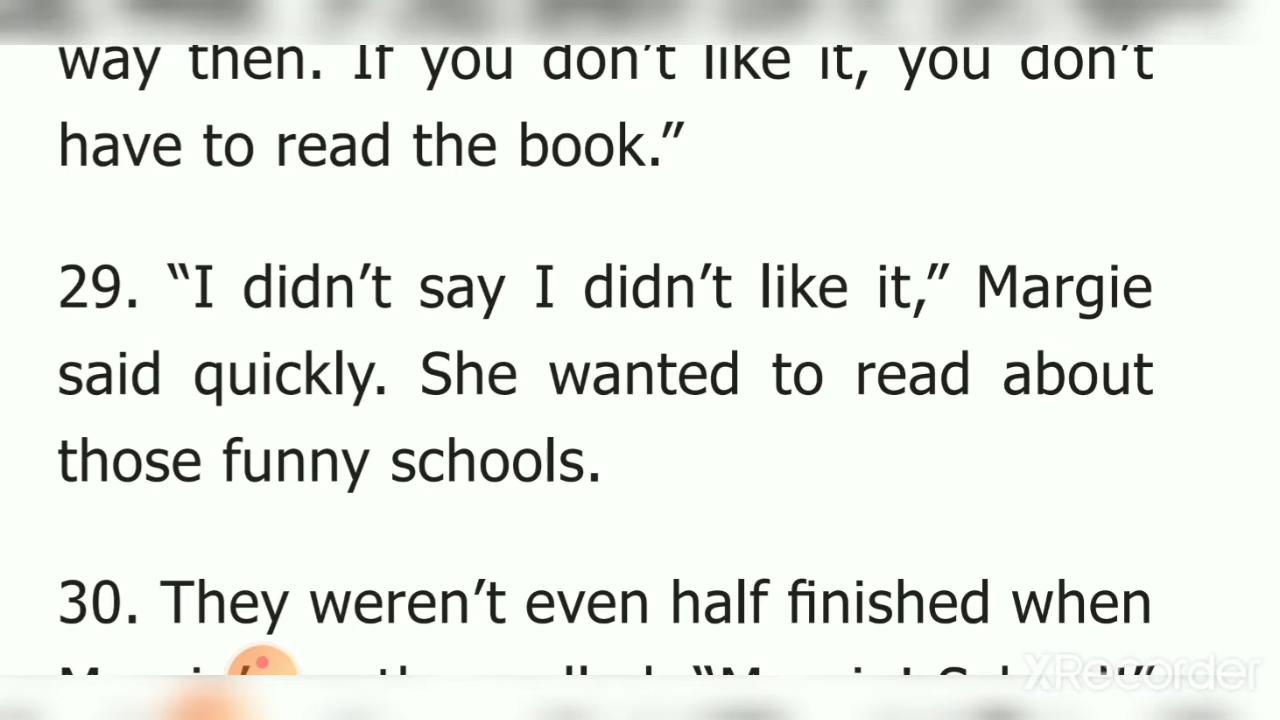 way then. If you don’t like it, you don’t
have to read the book.”
29. “I didn’t say I didn’t like it,” Margie
said quickly. She wanted to read about
those funny schools.
30. They weren’t even half finished when
XRecorder